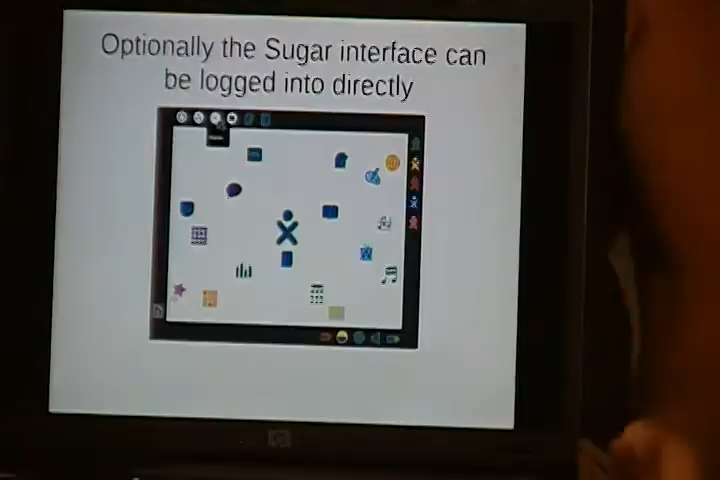 Optionally the Sugar interface can
be logged into directly